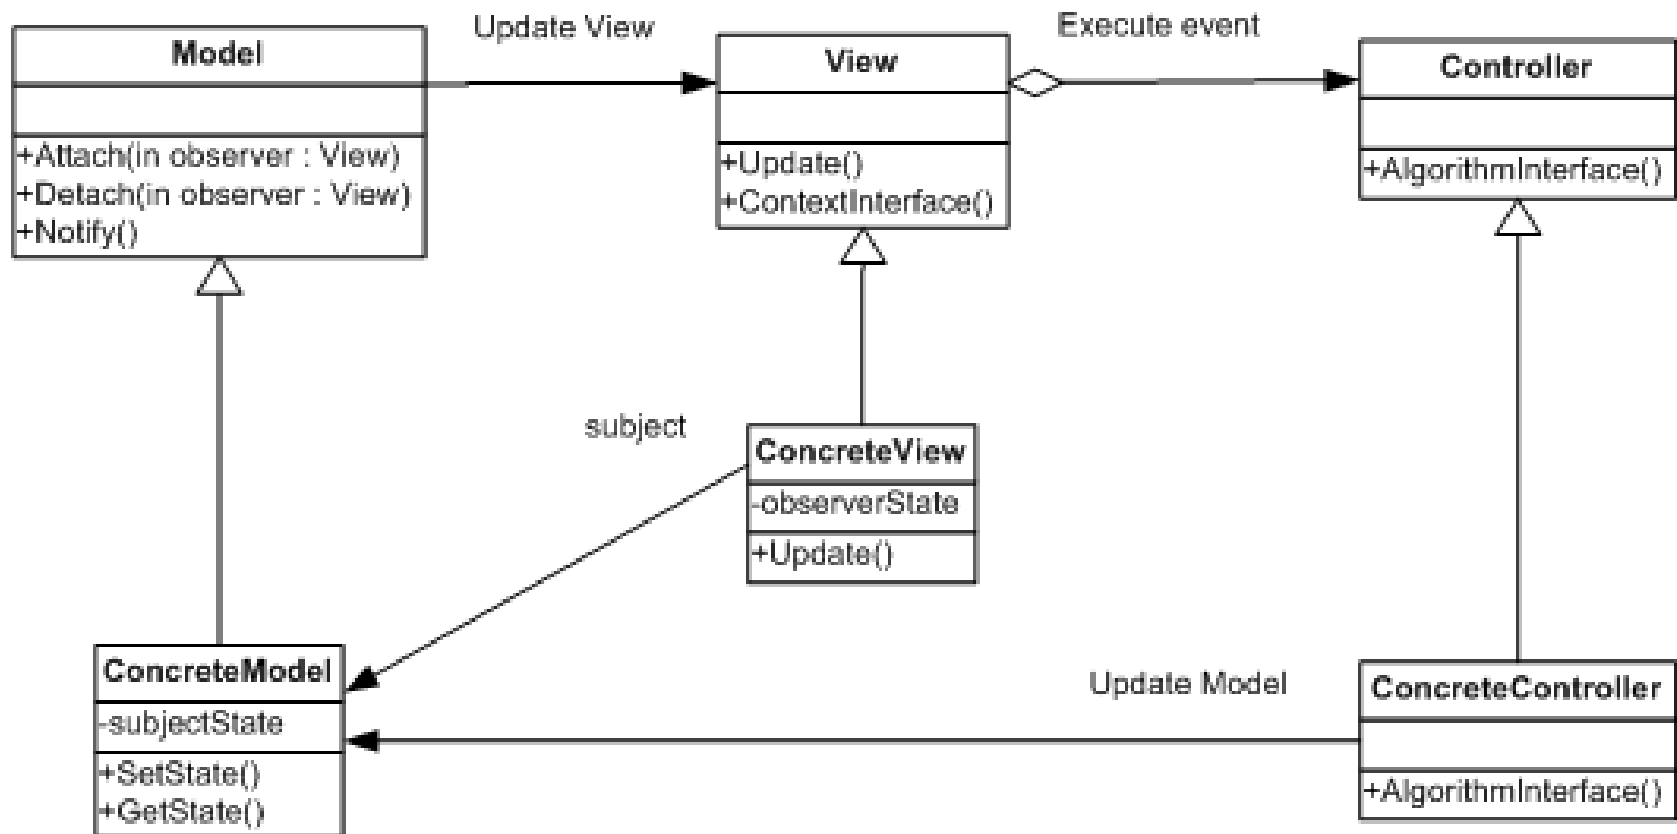 Model
+Attach(in observer : View)
+Detach(in observer : View)
+Notify()
Update View
View
+Update()
+ContextInterface()
Execute event
Controller
+AlgorithmInterface()
subject
ConcreteView
-observerState
+Update()
ConcreteModel
-subjectState
+SetState()
+GetState()
Update Model
ConcreteController
+AlgorithmInterface()